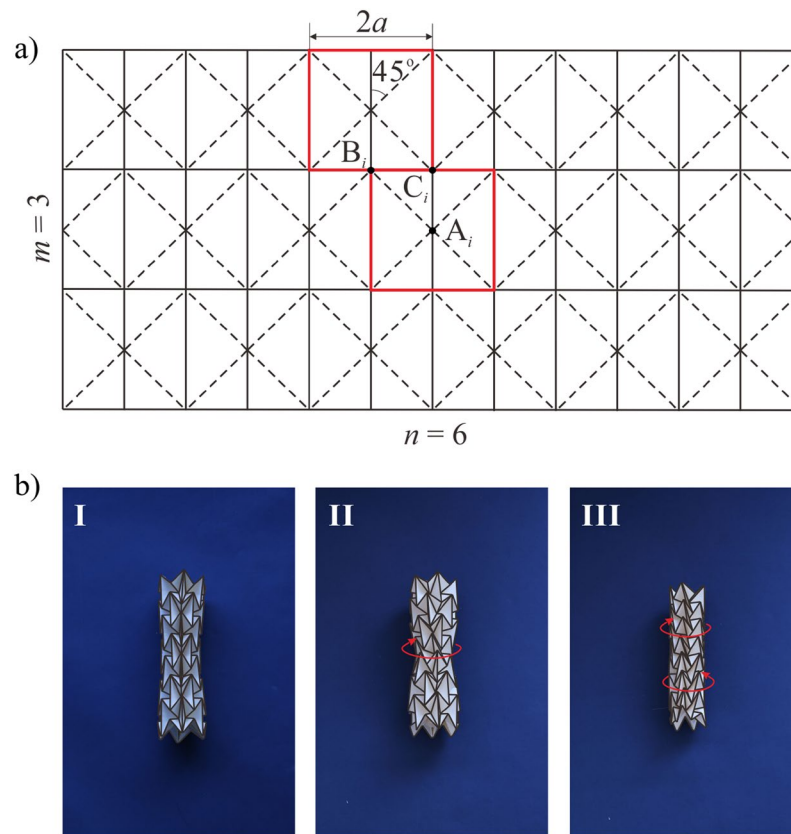 a)
2a
45°
B_i
C_i
A_i
m = 3
n = 6
b)
I
II
III